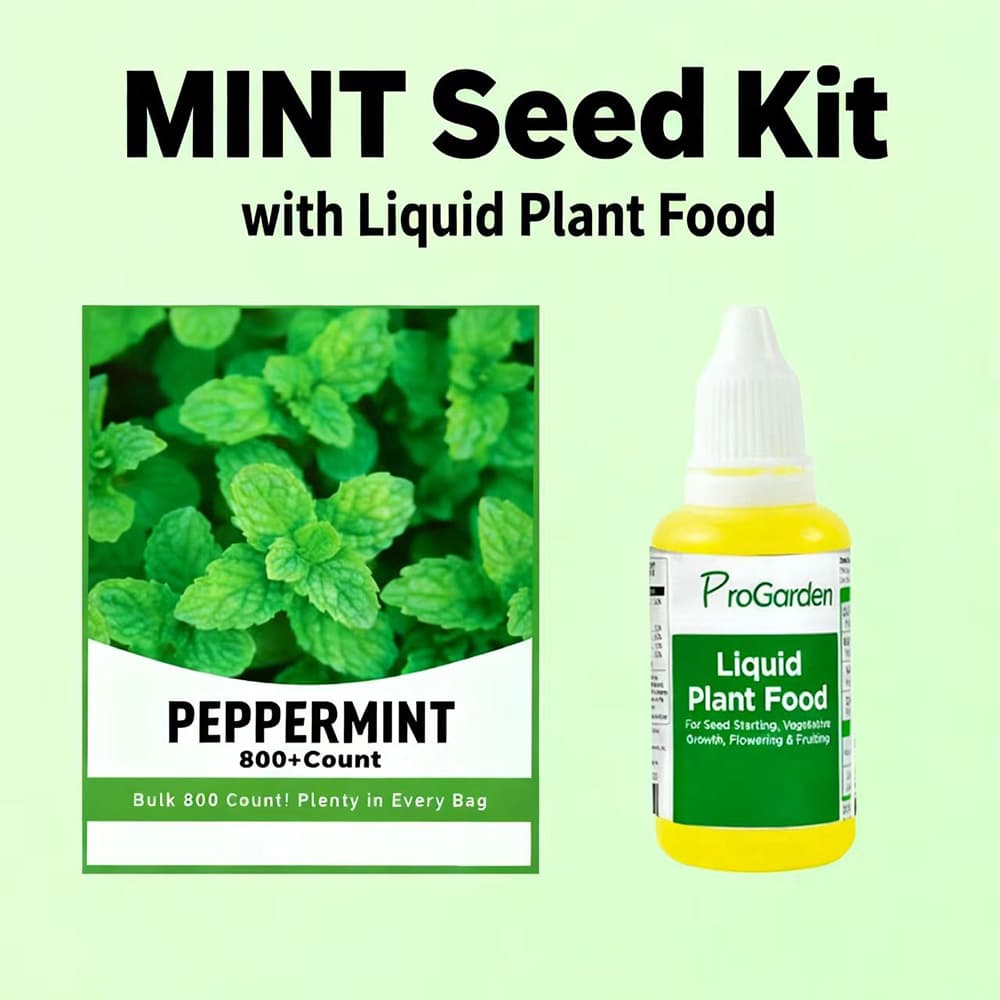 MINT Seed Kit
with Liquid Plant Food
PEPPERMINT
800+Count
Bulk 800 Count! Plenty in Every Bag
ProGarden
Liquid
Plant Food
For Seed Starting, Vegetative
Growth, Flowering & Fruiting